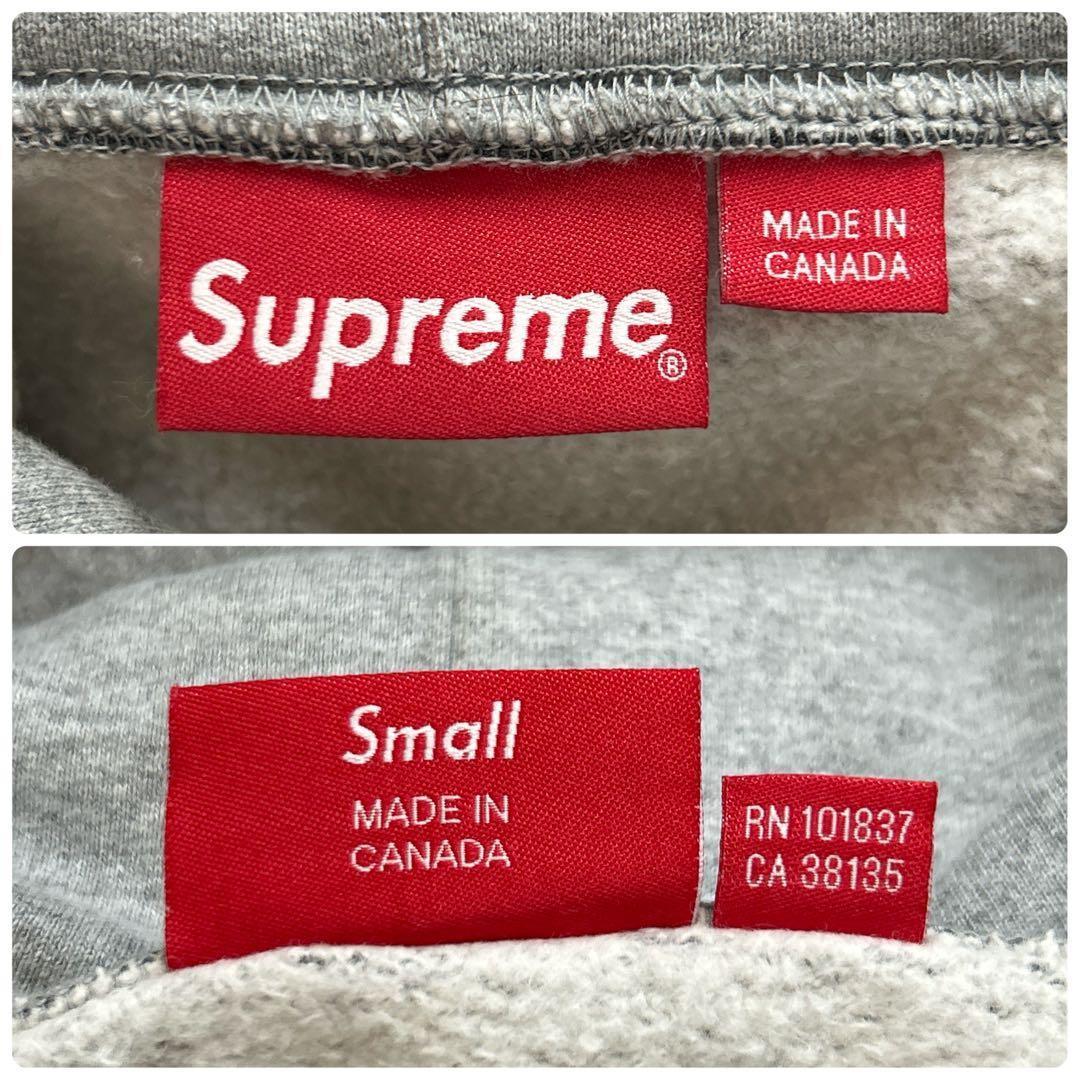 Supreme®
MADE IN
CANADA
Small
MADE IN
CANADA
RN 101837
CA 38135